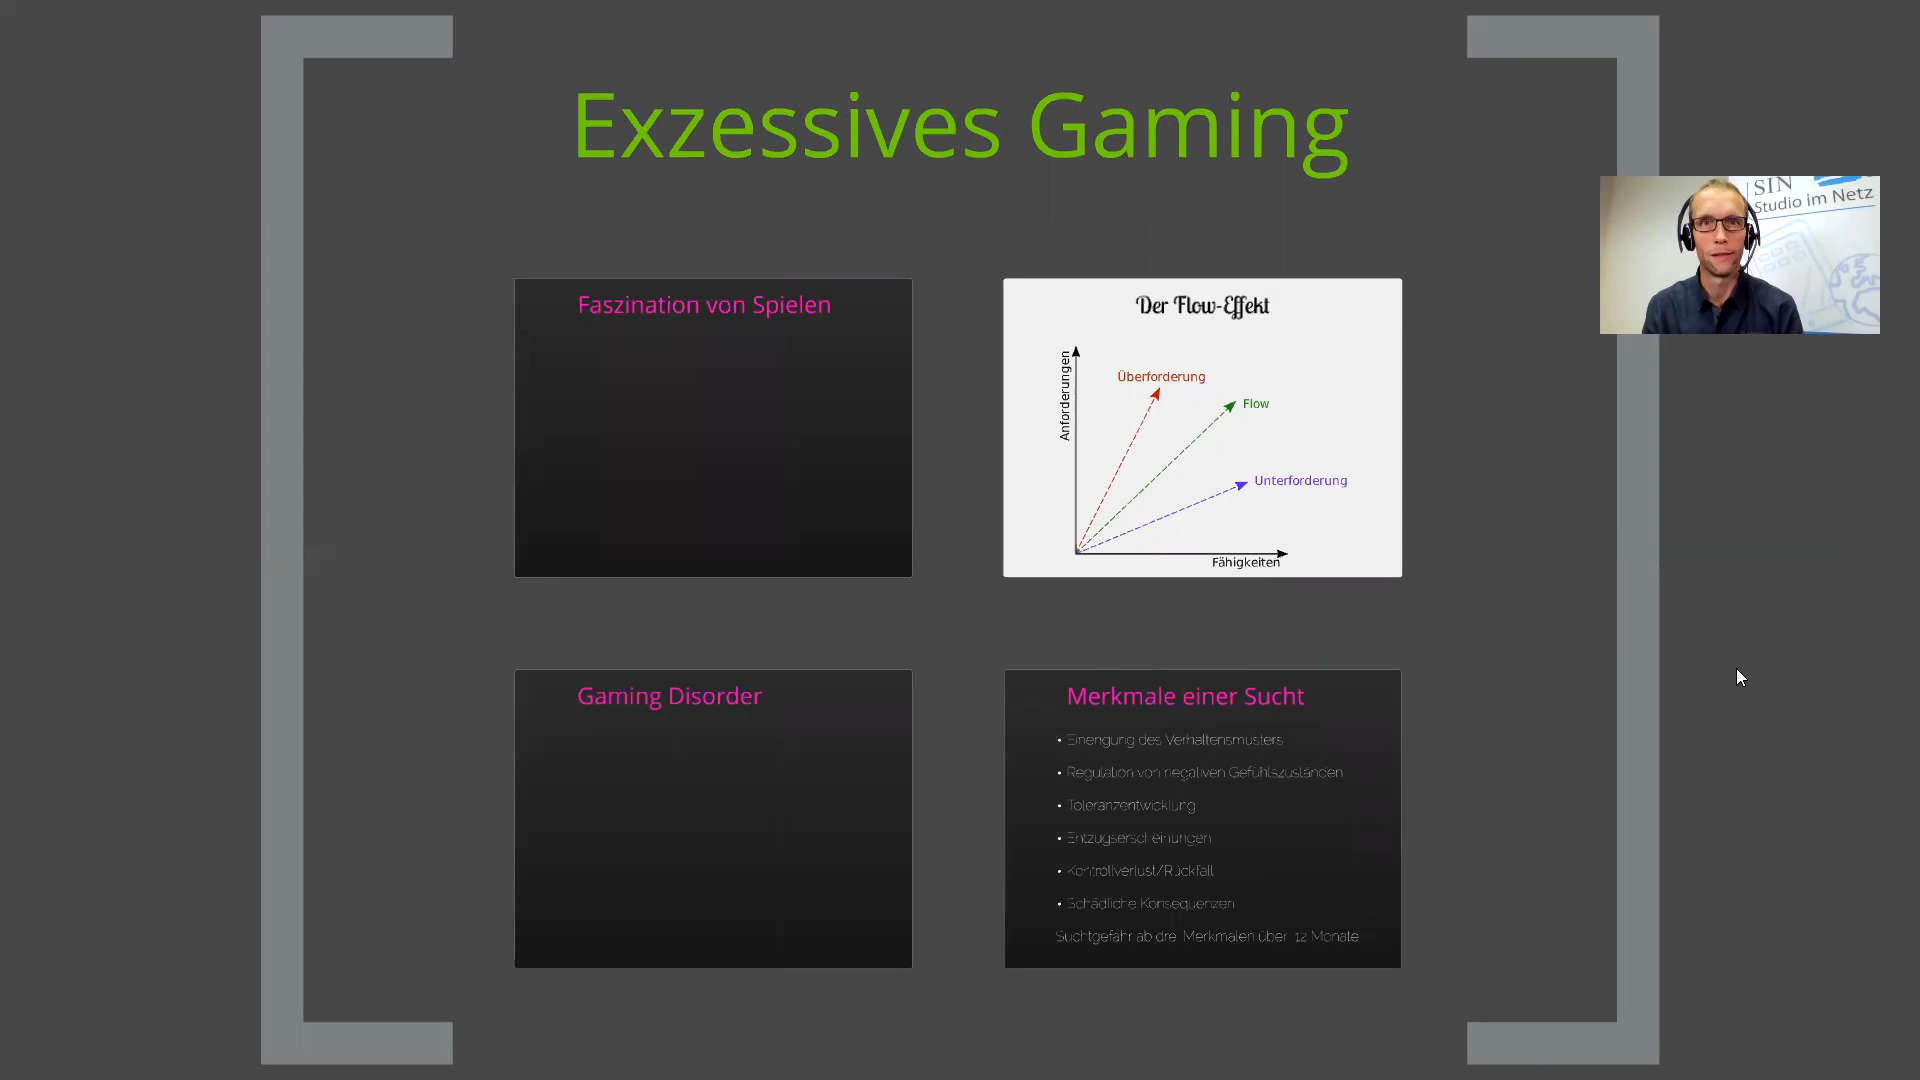 Exzessives Gaming
SIN
Studio im Netz
Faszination von Spielen
Der Flow-Effekt
Anforderungen
Überforderung
Flow
Unterforderung
Fähigkeiten
Gaming Disorder
Merkmale einer Sucht
• Einengung des Verhaltensmusters
• Regulation von negativen Gefühlszuständen
• Toleranzentwicklung
• Entzugserscheinungen
• Kontrollverlust/Rückfall
• Schädliche Konsequenzen
Suchtgefahr ab drei Merkmalen über 12 Monate